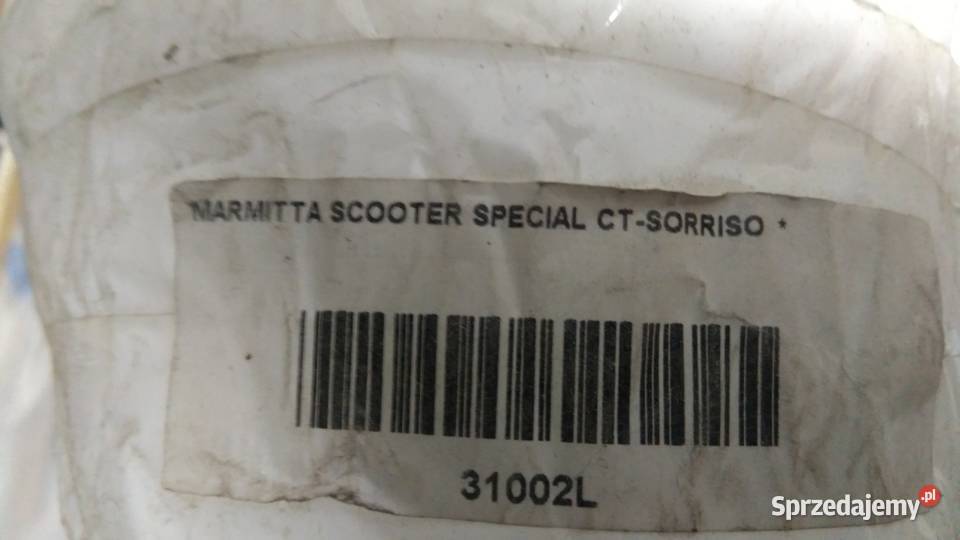 MARMITTA SCOOTER SPECIAL CT-SORRISO *
31002L
Sprzedajemy.pl